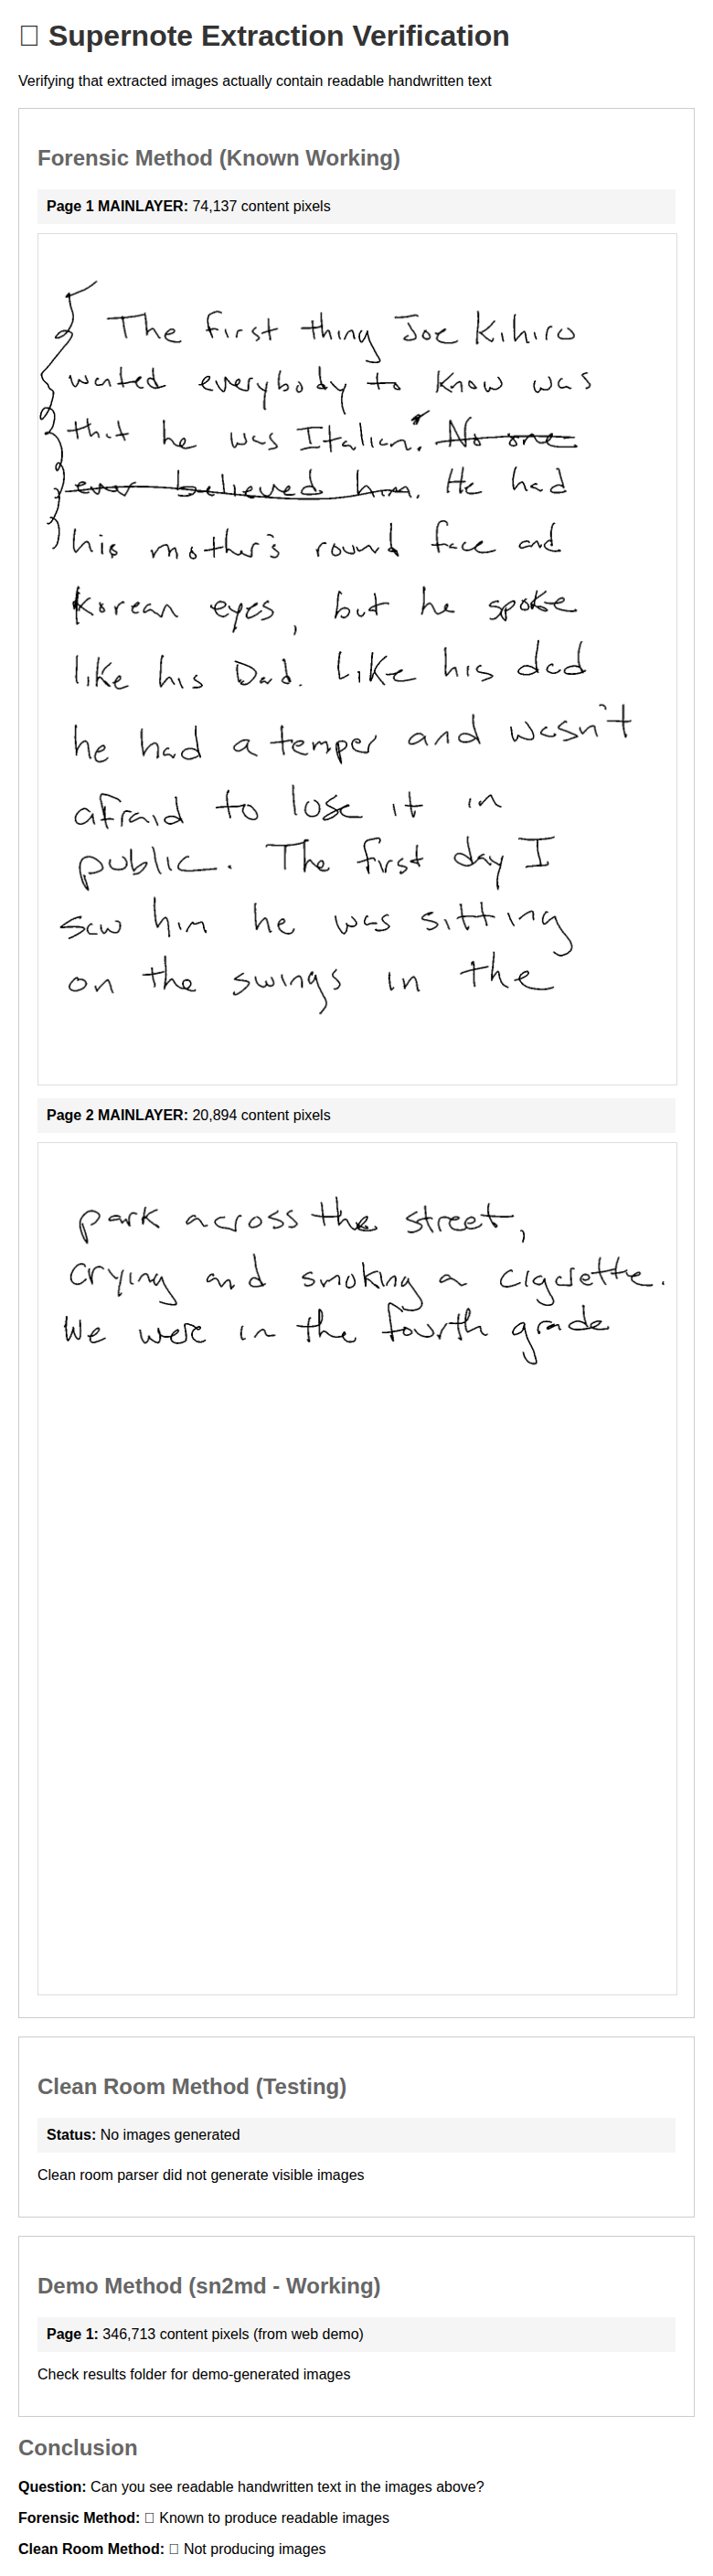 Supernote Extraction Verification
Verifying that extracted images actually contain readable handwritten text
Forensic Method (Known Working)
Page 1 MAINLAYER: 74,137 content pixels
The first thing Joe Kihiro
wanted everybody to know was
that he was Italian. No one
ever believed him. He had
his mother's round face and
Korean eyes, but he spoke
like his Dad. Like his dad
he had a temper and wasn't
afraid to lose it in
public. The first day I
saw him he was sitting
on the swings in the
Page 2 MAINLAYER: 20,894 content pixels
park across the street,
crying and smoking a cigarette.
We were in the fourth grade
Clean Room Method (Testing)
Status: No images generated
Clean room parser did not generate visible images
Demo Method (sn2md - Working)
Page 1: 346,713 content pixels (from web demo)
Check results folder for demo-generated images
Conclusion
Question: Can you see readable handwritten text in the images above?
Forensic Method: Known to produce readable images
Clean Room Method: Not producing images